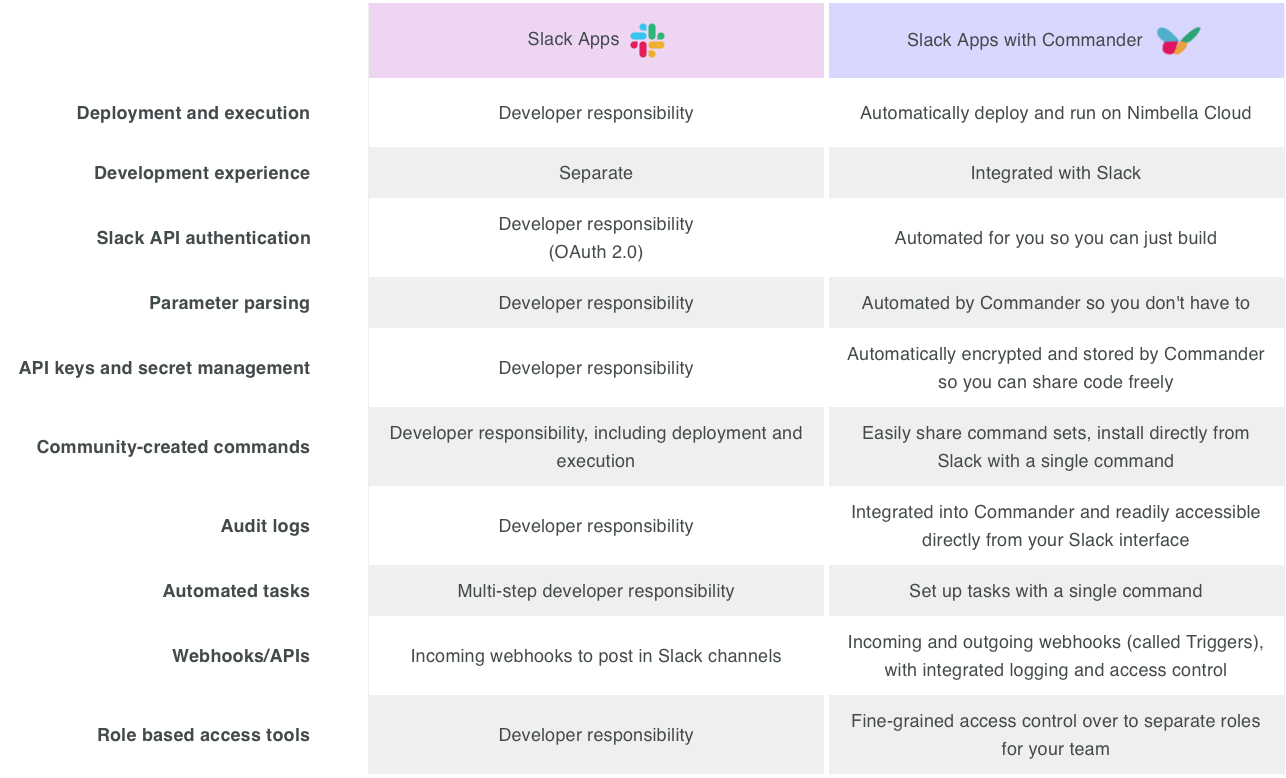 Slack Apps
Slack Apps with Commander
Deployment and execution
Developer responsibility
Automatically deploy and run on Nimbella Cloud
Development experience
Separate
Integrated with Slack
Slack API authentication
Developer responsibility
(OAuth 2.0)
Automated for you so you can just build
Parameter parsing
Developer responsibility
Automated by Commander so you don't have to
API keys and secret management
Developer responsibility
Automatically encrypted and stored by Commander
so you can share code freely
Community-created commands
Developer responsibility, including deployment and
execution
Easily share command sets, install directly from
Slack with a single command
Audit logs
Developer responsibility
Integrated into Commander and readily accessible
directly from your Slack interface
Automated tasks
Multi-step developer responsibility
Set up tasks with a single command
Webhooks/APIs
Incoming webhooks to post in Slack channels
Incoming and outgoing webhooks (called Triggers),
with integrated logging and access control
Role based access tools
Developer responsibility
Fine-grained access control over to separate roles
for your team